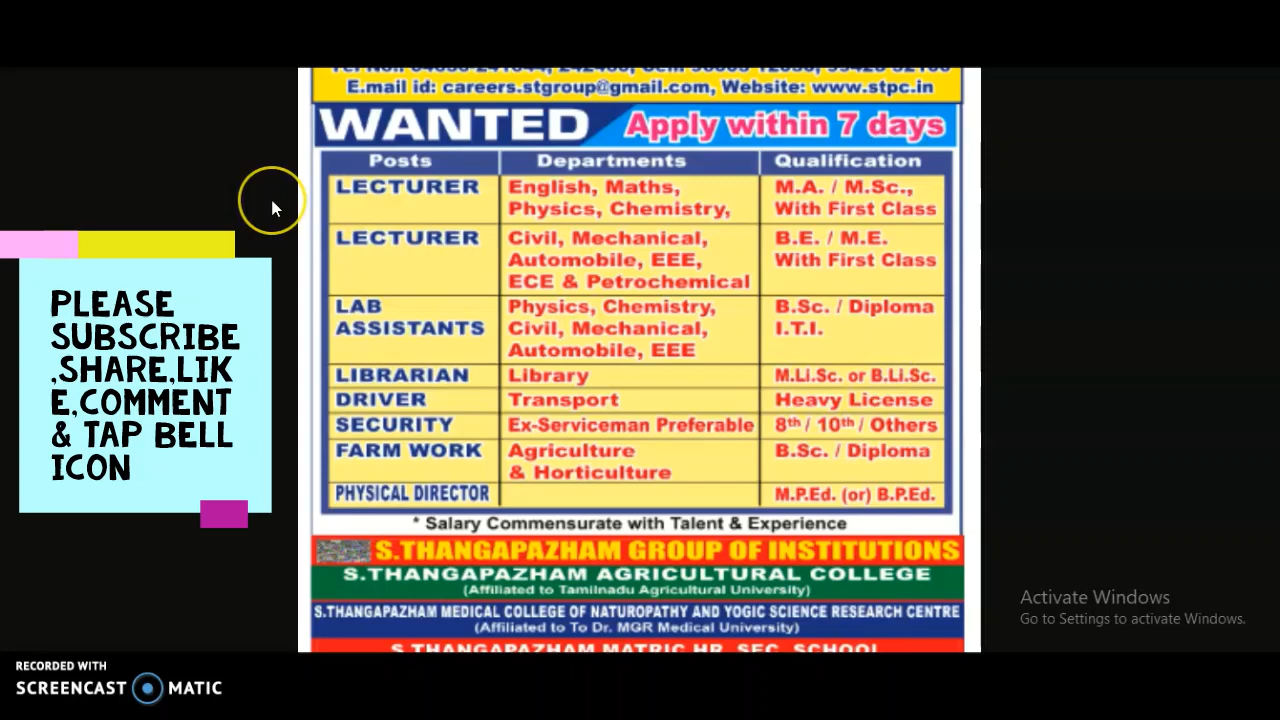 E.mail id: careers.stgroup@gmail.com, Website: www.stpc.in
WANTED Apply within 7 days
Posts Departments Qualification
LECTURER English, Maths, M.A. / M.Sc.,
Physics, Chemistry, With First Class
LECTURER Civil, Mechanical, B.E. / M.E.
Automobile, EEE, With First Class
ECE & Petrochemical
LAB Physics, Chemistry, B.Sc. / Diploma
ASSISTANTS Civil, Mechanical, I.T.I.
Automobile, EEE
LIBRARIAN Library M.Li.Sc. or B.Li.Sc.
DRIVER Transport Heavy License
SECURITY Ex-Serviceman Preferable 8th / 10th / Others
FARM WORK Agriculture B.Sc. / Diploma
& Horticulture
PHYSICAL DIRECTOR M.P.Ed. (or) B.P.Ed.
* Salary Commensurate with Talent & Experience
S.THANGAPAZHAM GROUP OF INSTITUTIONS
S.THANGAPAZHAM AGRICULTURAL COLLEGE
(Affiliated to Tamilnadu Agricultural University)
S.THANGAPAZHAM MEDICAL COLLEGE OF NATUROPATHY AND YOGIC SCIENCE RESEARCH CENTRE
(Affiliated to To Dr. MGR Medical University)
S.THANGAPAZHAM MATRIC HR. SEC. SCHOOL
PLEASE
SUBSCRIBE
,SHARE,LIK
E,COMMENT
& TAP BELL
ICON
Activate Windows
Go to Settings to activate Windows.
RECORDED WITH
SCREENCAST MATIC